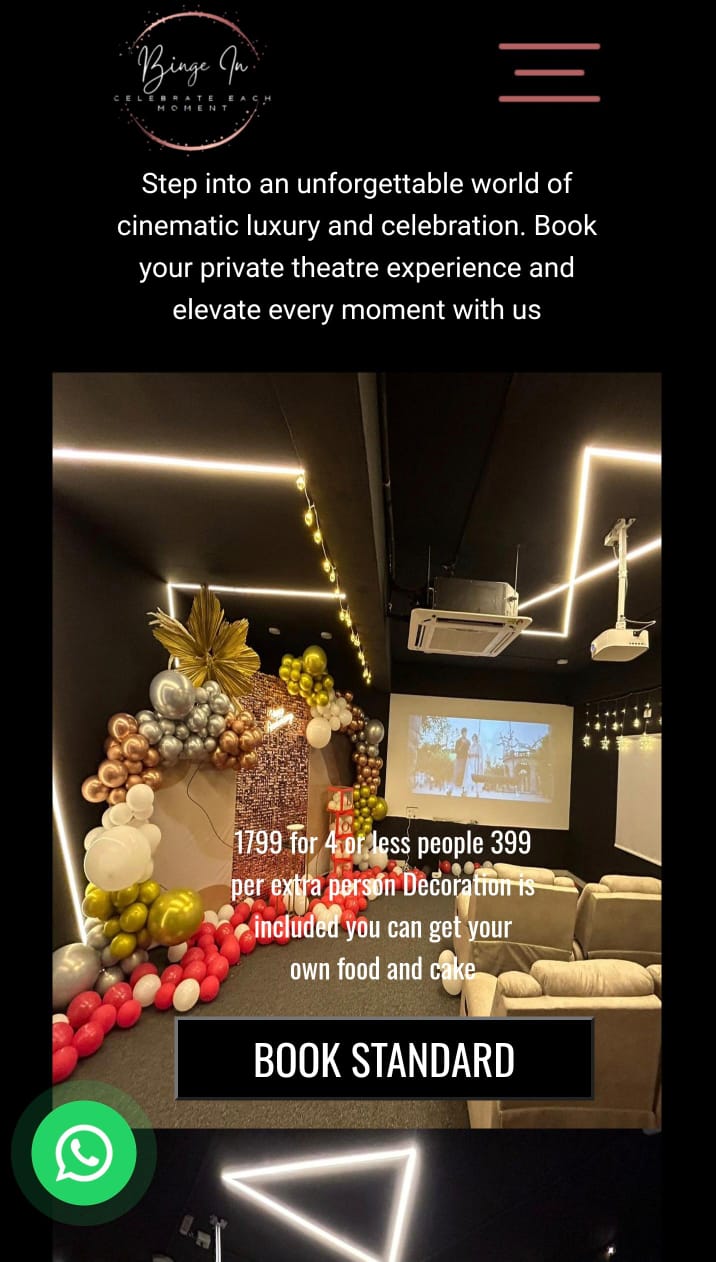 Binge In
CELEBRATE EACH
MOMENT
Step into an unforgettable world of
cinematic luxury and celebration. Book
your private theatre experience and
elevate every moment with us
1799 for 4 or less people 399
per extra person Decoration is
included you can get your
own food and cake
BOOK STANDARD